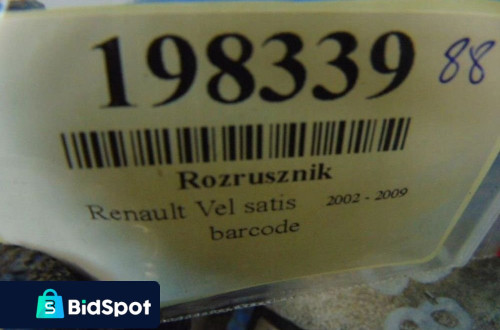 198339
88
Rozrusznik
Renault Vel satis 2002 - 2009
barcode
BidSpot